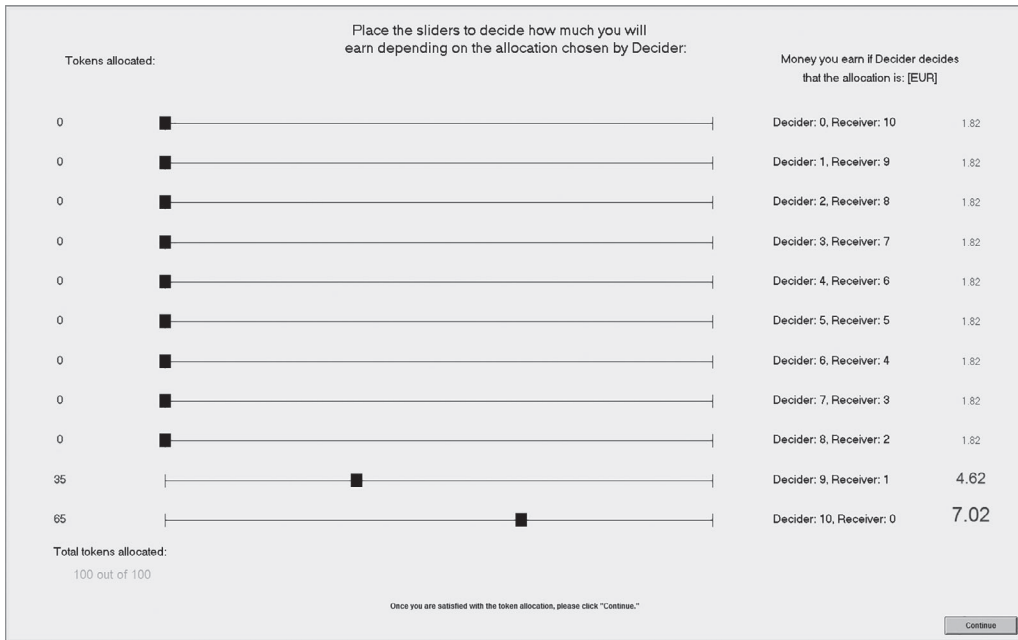 Place the sliders to decide how much you will
earn depending on the allocation chosen by Decider:
Tokens allocated:
Money you earn if Decider decides
that the allocation is: [EUR]
0 Decider: 0, Receiver: 10 1.82
0 Decider: 1, Receiver: 9 1.82
0 Decider: 2, Receiver: 8 1.82
0 Decider: 3, Receiver: 7 1.82
0 Decider: 4, Receiver: 6 1.82
0 Decider: 5, Receiver: 5 1.82
0 Decider: 6, Receiver: 4 1.82
0 Decider: 7, Receiver: 3 1.82
0 Decider: 8, Receiver: 2 1.82
35 Decider: 9, Receiver: 1 4.62
65 Decider: 10, Receiver: 0 7.02
Total tokens allocated:
100 out of 100
Once you are satisfied with the token allocation, please click "Continue."
Continue